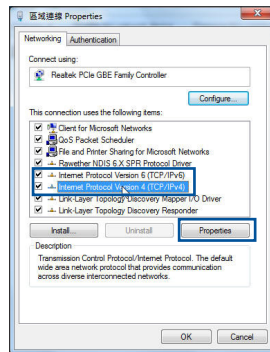 區域連線 Properties
Networking Authentication
Connect using:
Realtek PCIe GBE Family Controller
Configure...
This connection uses the following items:
Client for Microsoft Networks
QoS Packet Scheduler
File and Printer Sharing for Microsoft Networks
Rawether NDIS 6.X SPR Protocol Driver
Internet Protocol Version 6 (TCP/IPv6)
Internet Protocol Version 4 (TCP/IPv4)
Link-Layer Topology Discovery Mapper I/O Driver
Link-Layer Topology Discovery Responder
Install... Uninstall Properties
Description
Transmission Control Protocol/Internet Protocol. The default
wide area network protocol that provides communication
across diverse interconnected networks.
OK Cancel